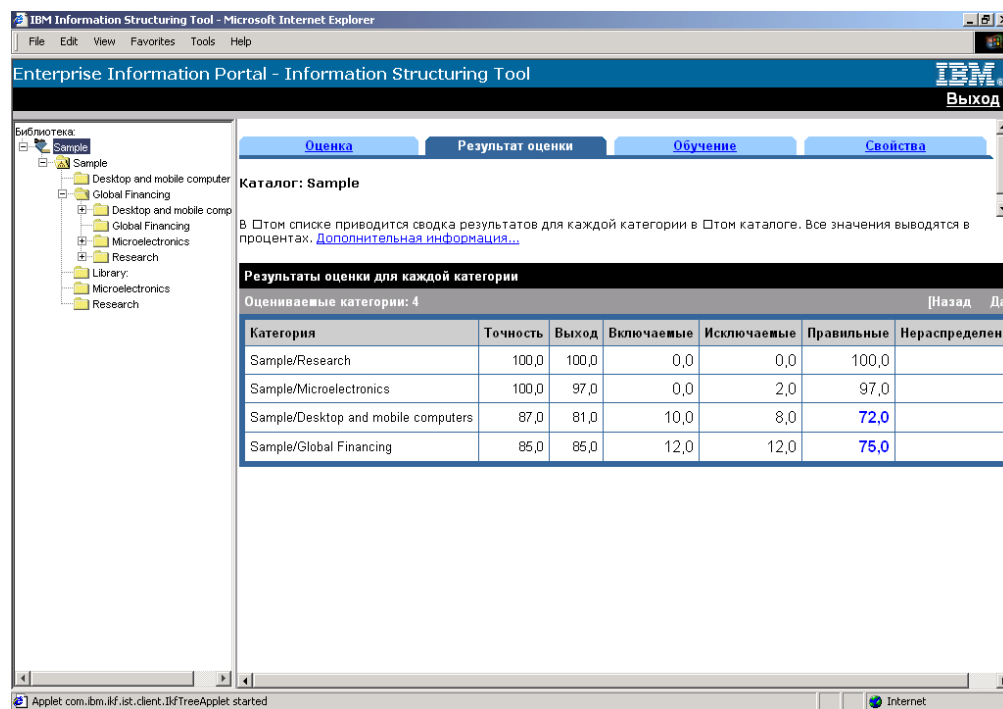 IBM Information Structuring Tool - Microsoft Internet Explorer
File Edit View Favorites Tools Help
Enterprise Information Portal - Information Structuring Tool
IBM
Выход
Библиотека:
Sample
Sample
Desktop and mobile computer
Global Financing
Desktop and mobile comp
Global Financing
Microelectronics
Research
Library:
Microelectronics
Research
Оценка Результат оценки Обучение Свойства
Каталог: Sample
В □том списке приводится сводка результатов для каждой категории в □том каталоге. Все значения выводятся в
процентах. Дополнительная информация...
Результаты оценки для каждой категории
Оцениваемые категории: 4 [Назад Да
Категория Точность Выход Включаемые Исключаемые Правильные Нераспределен
Sample/Research 100,0 100,0 0,0 0,0 100,0
Sample/Microelectronics 100,0 97,0 0,0 2,0 97,0
Sample/Desktop and mobile computers 87,0 81,0 10,0 8,0 72,0
Sample/Global Financing 85,0 85,0 12,0 12,0 75,0
Applet com.ibm.ikf.ist.client.IkfTreeApplet started
Internet